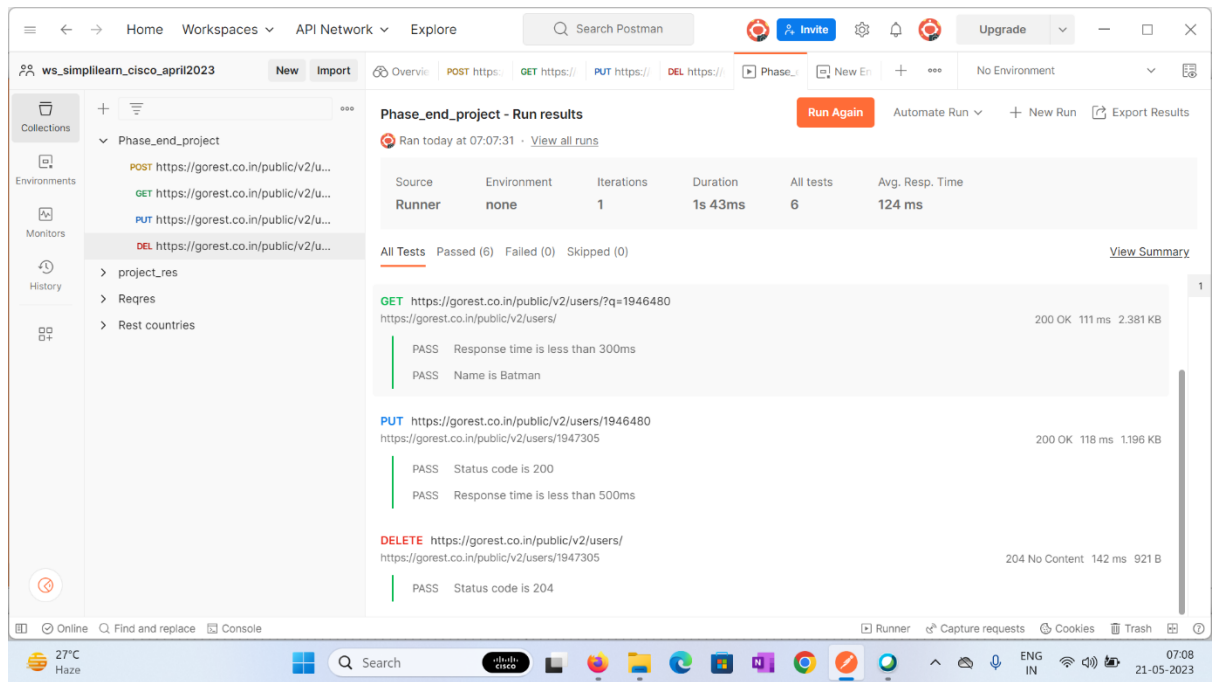 Home Workspaces API Network Explore Search Postman Invite Upgrade
ws_simplilearn_cisco_april2023 New Import Overvie POST https: GET https:// PUT https:// DEL https:// Phase_ New En No Environment
Collections
Environments
Monitors
History
Phase_end_project
POST https://gorest.co.in/public/v2/u...
GET https://gorest.co.in/public/v2/u...
PUT https://gorest.co.in/public/v2/u...
DEL https://gorest.co.in/public/v2/u...
project_res
Reqres
Rest countries
Phase_end_project - Run results Run Again Automate Run + New Run Export Results
Ran today at 07:07:31 · View all runs
Source Environment Iterations Duration All tests Avg. Resp. Time
Runner none 1 1s 43ms 6 124 ms
All Tests Passed (6) Failed (0) Skipped (0) View Summary
1
GET https://gorest.co.in/public/v2/users/?q=1946480
https://gorest.co.in/public/v2/users/ 200 OK 111 ms 2.381 KB
PASS Response time is less than 300ms
PASS Name is Batman
PUT https://gorest.co.in/public/v2/users/1946480
https://gorest.co.in/public/v2/users/1947305 200 OK 118 ms 1.196 KB
PASS Status code is 200
PASS Response time is less than 500ms
DELETE https://gorest.co.in/public/v2/users/
https://gorest.co.in/public/v2/users/1947305 204 No Content 142 ms 921 B
PASS Status code is 204
Online Find and replace Console Runner Capture requests Cookies Trash
27°C
Haze
Search
CISCO
ENG
IN
07:08
21-05-2023